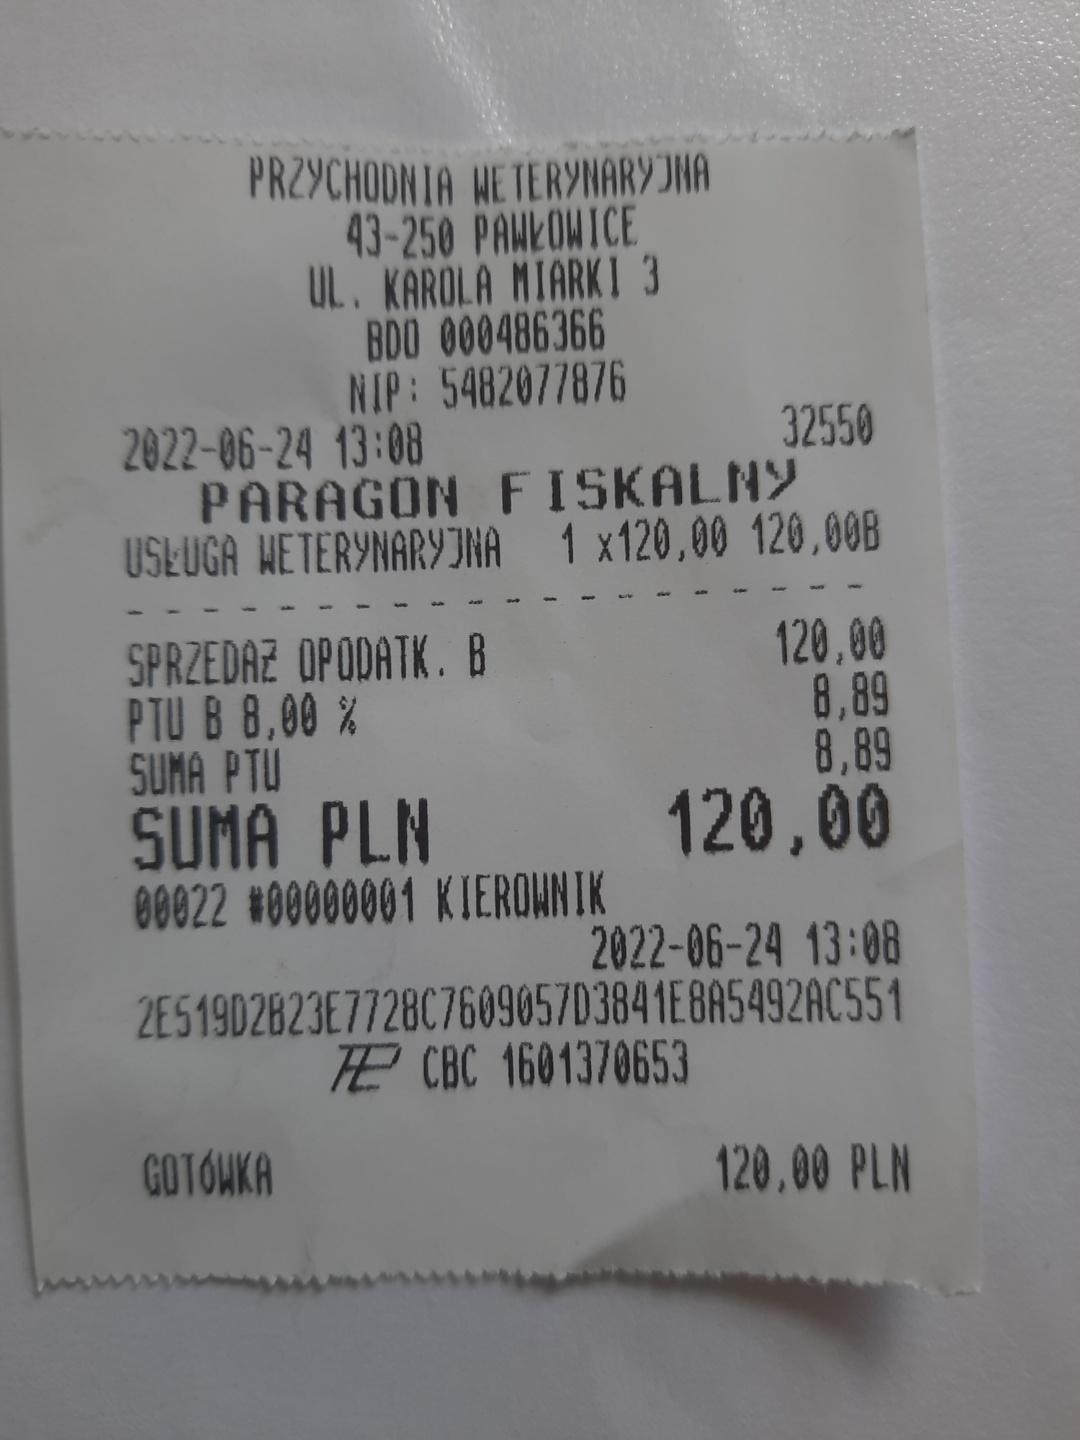 PRZYCHODNIA WETERYNARYJNA
43-250 PAWŁOWICE
UL. KAROLA MIARKI 3
BDO 000486366
NIP: 5482077876
2022-06-24 13:08 32550
PARAGON FISKALNY
USŁUGA WETERYNARYJNA 1 x120,00 120,00B
SPRZEDAŻ OPODATK. B 120,00
PTU B 8,00 % 8,89
SUMA PTU 8,89
SUMA PLN 120,00
00022 #00000001 KIEROWNIK
2022-06-24 13:08
2E519D2B23E7728C7609057D3841E8A5492AC551
CBC 1601370653
GOTÓWKA 120,00 PLN